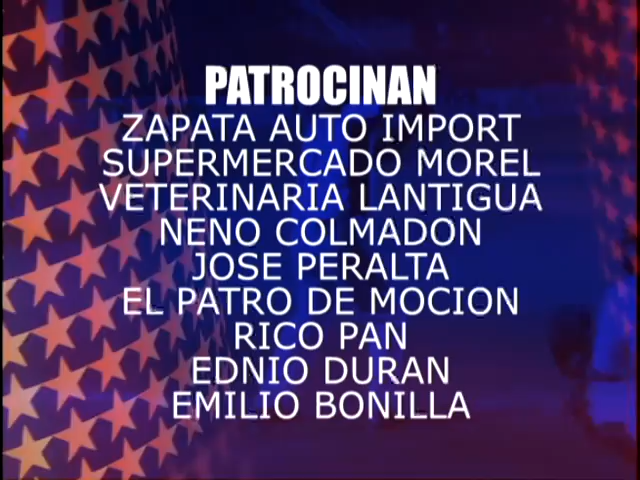 PATROCINAN
ZAPATA AUTO IMPORT
SUPERMERCADO MOREL
VETERINARIA LANTIGUA
NENO COLMADON
JOSE PERALTA
EL PATRO DE MOCION
RICO PAN
EDNIO DURAN
EMILIO BONILLA